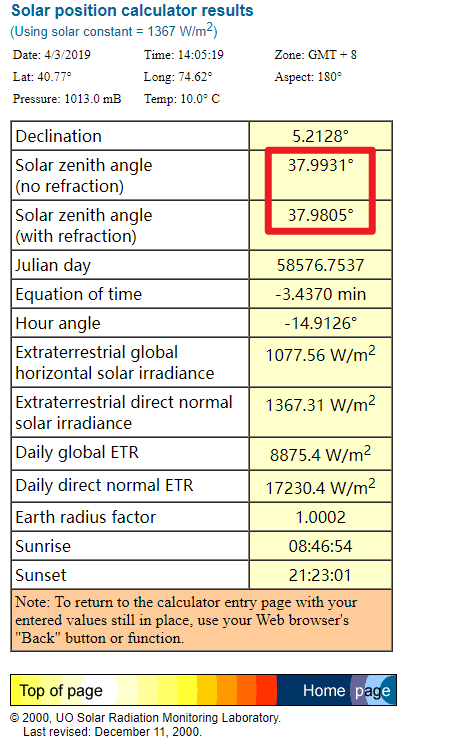 Solar position calculator results
(Using solar constant = 1367 W/m²)
Date: 4/3/2019 Time: 14:05:19 Zone: GMT + 8
Lat: 40.77° Long: 74.62° Aspect: 180°
Pressure: 1013.0 mB Temp: 10.0° C
Declination 5.2128°
Solar zenith angle 37.9931°
(no refraction)
Solar zenith angle 37.9805°
(with refraction)
Julian day 58576.7537
Equation of time -3.4370 min
Hour angle -14.9126°
Extraterrestrial global 1077.56 W/m²
horizontal solar irradiance
Extraterrestrial direct normal 1367.31 W/m²
solar irradiance
Daily global ETR 8875.4 W/m²
Daily direct normal ETR 17230.4 W/m²
Earth radius factor 1.0002
Sunrise 08:46:54
Sunset 21:23:01
Note: To return to the calculator entry page with your
entered values still in place, use your Web browser's
"Back" button or function.
Top of page Home page
© 2000, UO Solar Radiation Monitoring Laboratory.
Last revised: December 11, 2000.